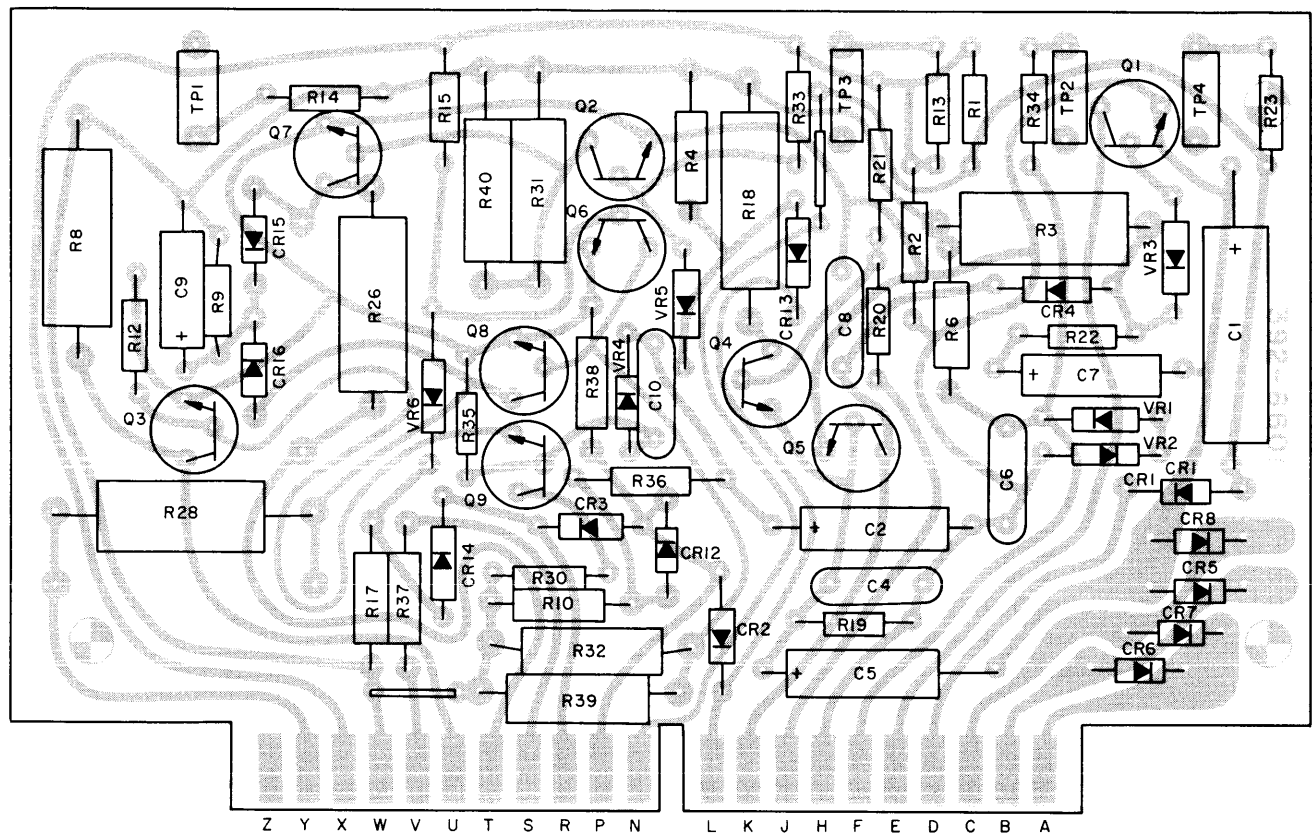 TP1
R14
Q7
R15
Q2
R4
R33
TP3
R13
R1
R34
TP2
Q1
TP4
R23
R8
R40
R31
R18
R21
Q6
R2
R3
VR3
C9
R9
CR15
R26
VR5
CR13
C8
R20
R6
CR4
C1
+
R12
+
CR16
Q8
R38
VR4
C10
Q4
R22
+
C7
Q3
VR6
R35
Q5
VR1
VR2
C6
R28
Q9
R36
CR1
CR1
CR3
CR14
CR12
+
C2
CR8
R17
R37
R30
R10
C4
CR5
R32
CR2
R19
CR7
R39
+
C5
CR6
Z Y X W V U T S R P N L K J H F E D C B A